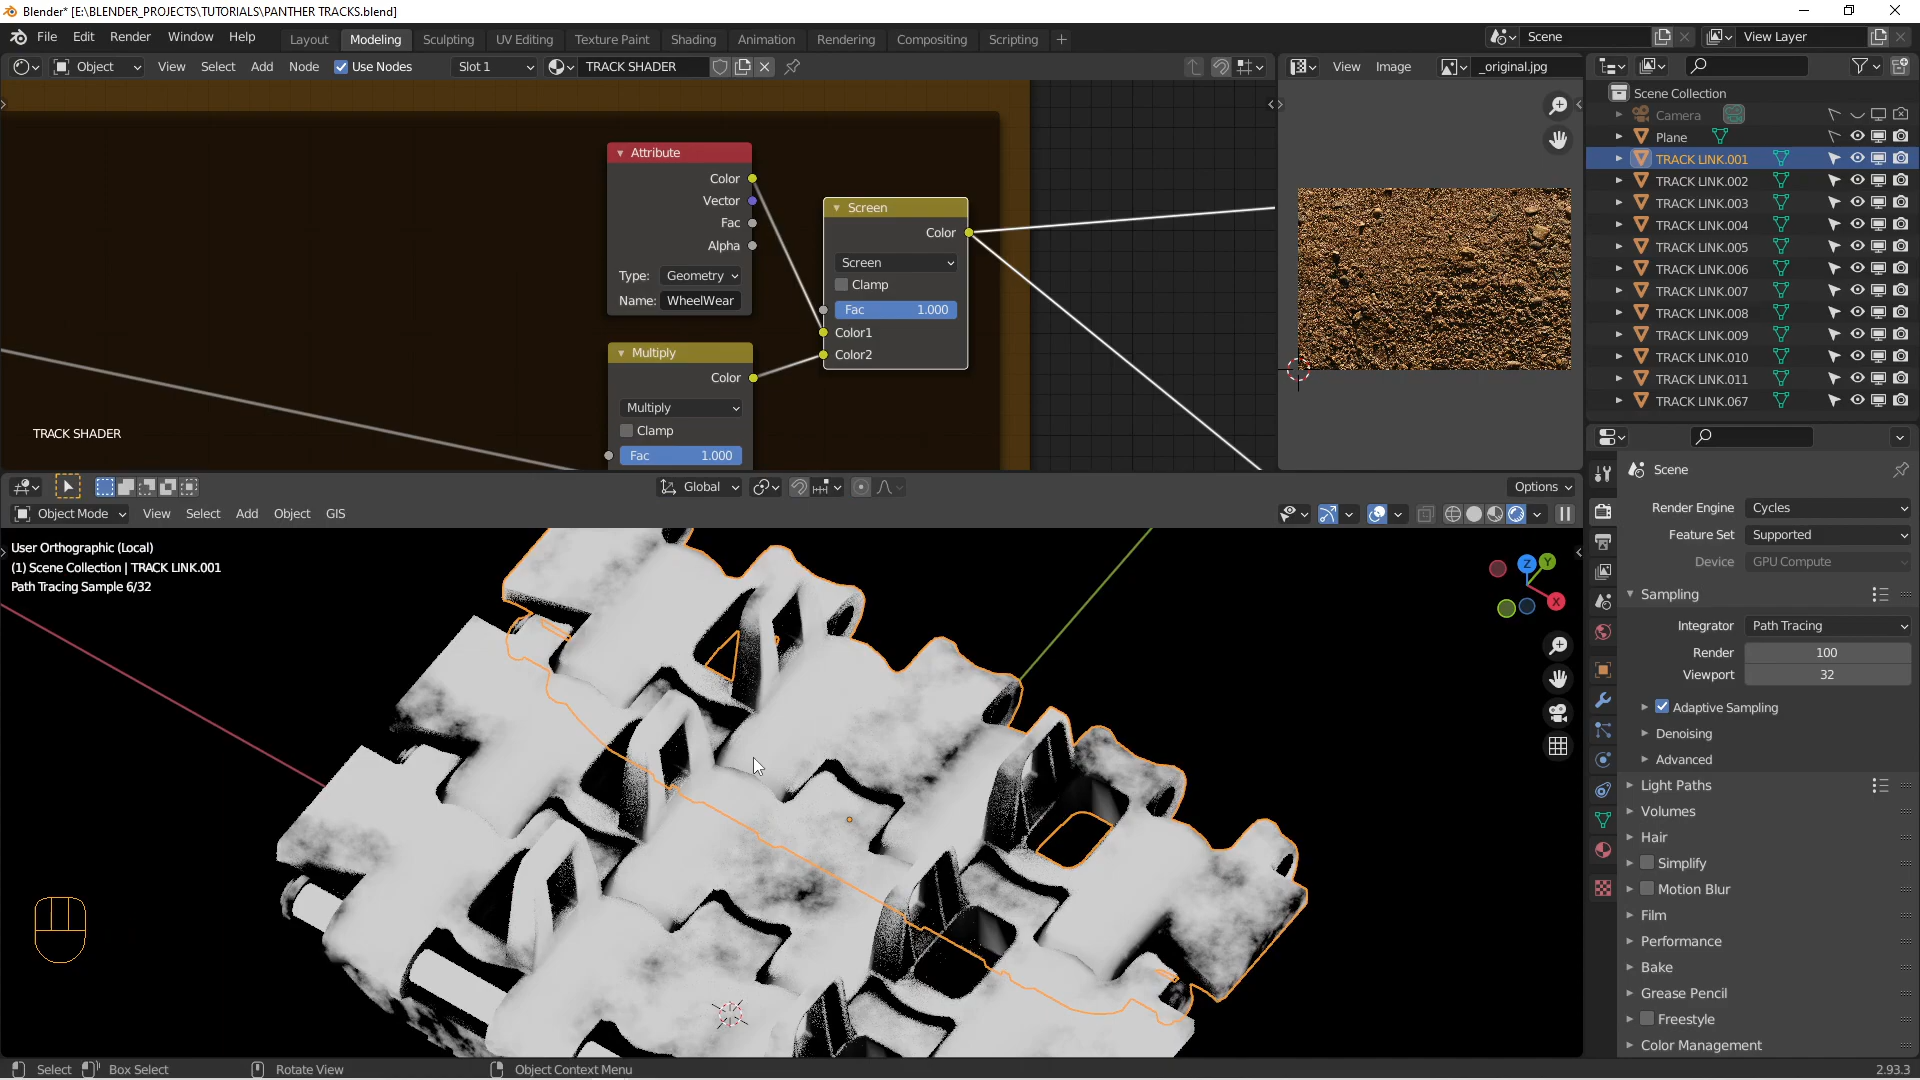 Blender* [E:\BLENDER_PROJECTS\TUTORIALS\PANTHER TRACKS.blend]
File Edit Render Window Help
Layout Modeling Sculpting UV Editing Texture Paint Shading Animation Rendering Compositing Scripting +
Scene
View Layer
Object View Select Add Node Use Nodes Slot 1 TRACK SHADER
View Image _original.jpg
Attribute
Color
Vector
Fac
Alpha
Type: Geometry
Name: WheelWear
Screen
Color
Screen
Clamp
Fac 1.000
Color1
Color2
Multiply
Color
Multiply
Clamp
Fac 1.000
TRACK SHADER
Scene Collection
Camera
Plane
TRACK LINK.001
TRACK LINK.002
TRACK LINK.003
TRACK LINK.004
TRACK LINK.005
TRACK LINK.006
TRACK LINK.007
TRACK LINK.008
TRACK LINK.009
TRACK LINK.010
TRACK LINK.011
TRACK LINK.067
Global
Options
Object Mode View Select Add Object GIS
User Orthographic (Local)
(1) Scene Collection | TRACK LINK.001
Path Tracing Sample 6/32
Z
Y
X
Scene
Render Engine Cycles
Feature Set Supported
Device GPU Compute
Sampling
Integrator Path Tracing
Render 100
Viewport 32
Adaptive Sampling
Denoising
Advanced
Light Paths
Volumes
Hair
Simplify
Motion Blur
Film
Performance
Bake
Grease Pencil
Freestyle
Color Management
Select Box Select Rotate View Object Context Menu 2.93.3